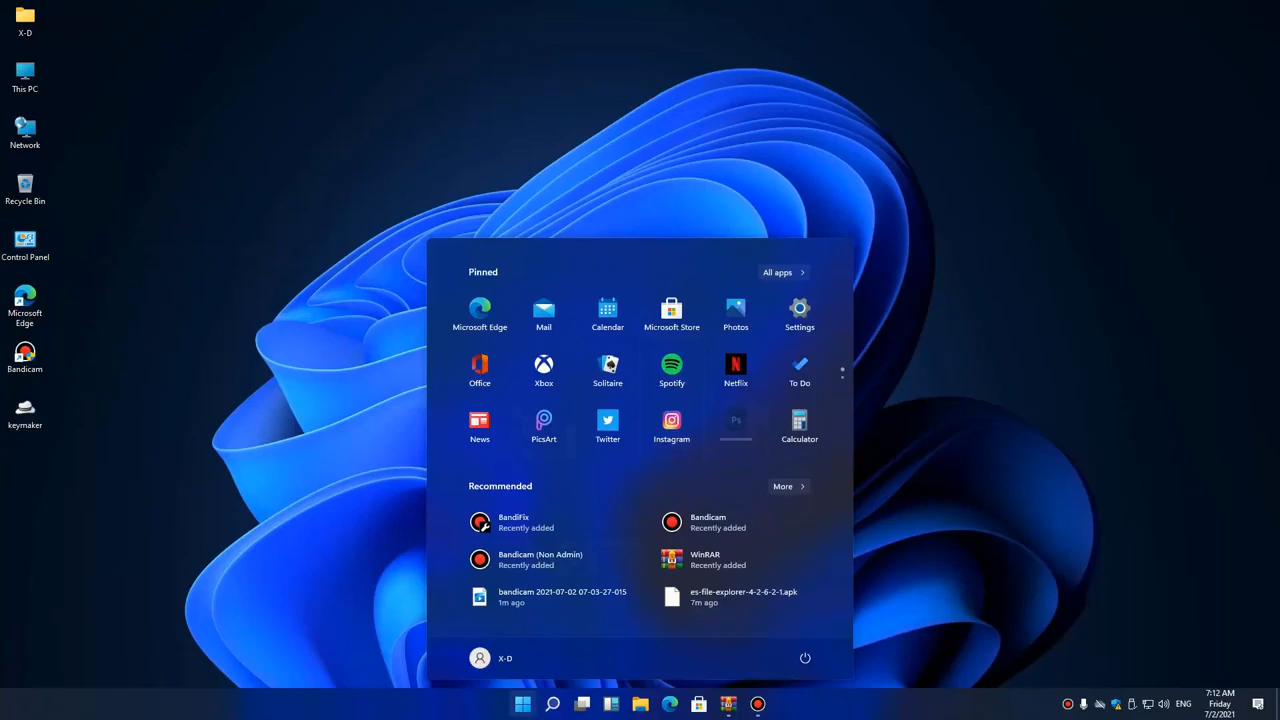 X-D
This PC
Network
Recycle Bin
Control Panel
Microsoft
Edge
Bandicam
keymaker
Pinned
All apps
Microsoft Edge
Mail
Calendar
Microsoft Store
Photos
Settings
Office
Xbox
Solitaire
Spotify
Netflix
To Do
News
PicsArt
Twitter
Instagram
Ps
Calculator
Recommended
More
BandiFix
Recently added
Bandicam
Recently added
Bandicam (Non Admin)
Recently added
WinRAR
Recently added
bandicam 2021-07-02 07-03-27-015
1m ago
es-file-explorer-4-2-6-2-1.apk
7m ago
X-D
ENG
7:12 AM
Friday
7/2/2021